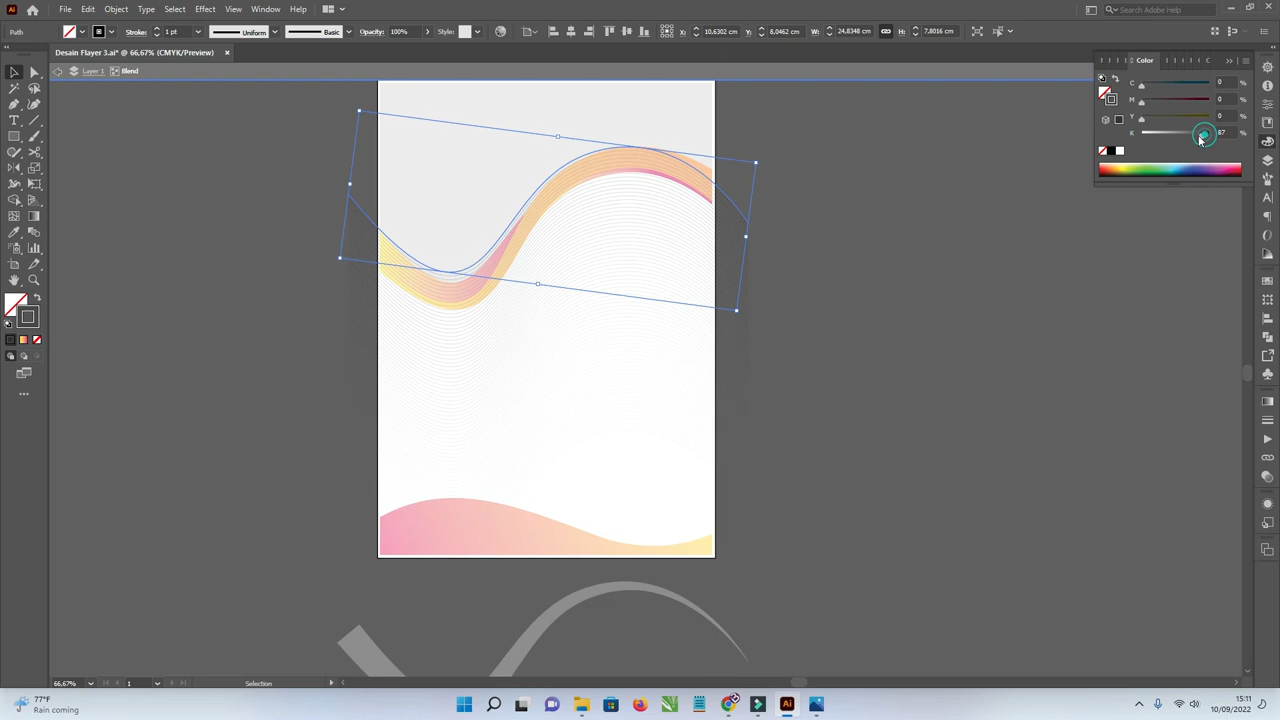 Ai File Edit Object Type Select Effect View Window Help Search Adobe Help
Path Stroke: 1 pt Uniform Basic Opacity: 100% Style: X: 10,6302 cm Y: 8,0462 cm W: 24,8348 cm H: 7,8016 cm
Desain Flayer 3.ai* @ 66,67% (CMYK/Preview)
Layer 1 Blend
Color C
C 0 %
M 0 %
Y 0 %
K 87 %
66,67% 1 Selection
77°F
Rain coming
Ai
15:11
10/09/2022